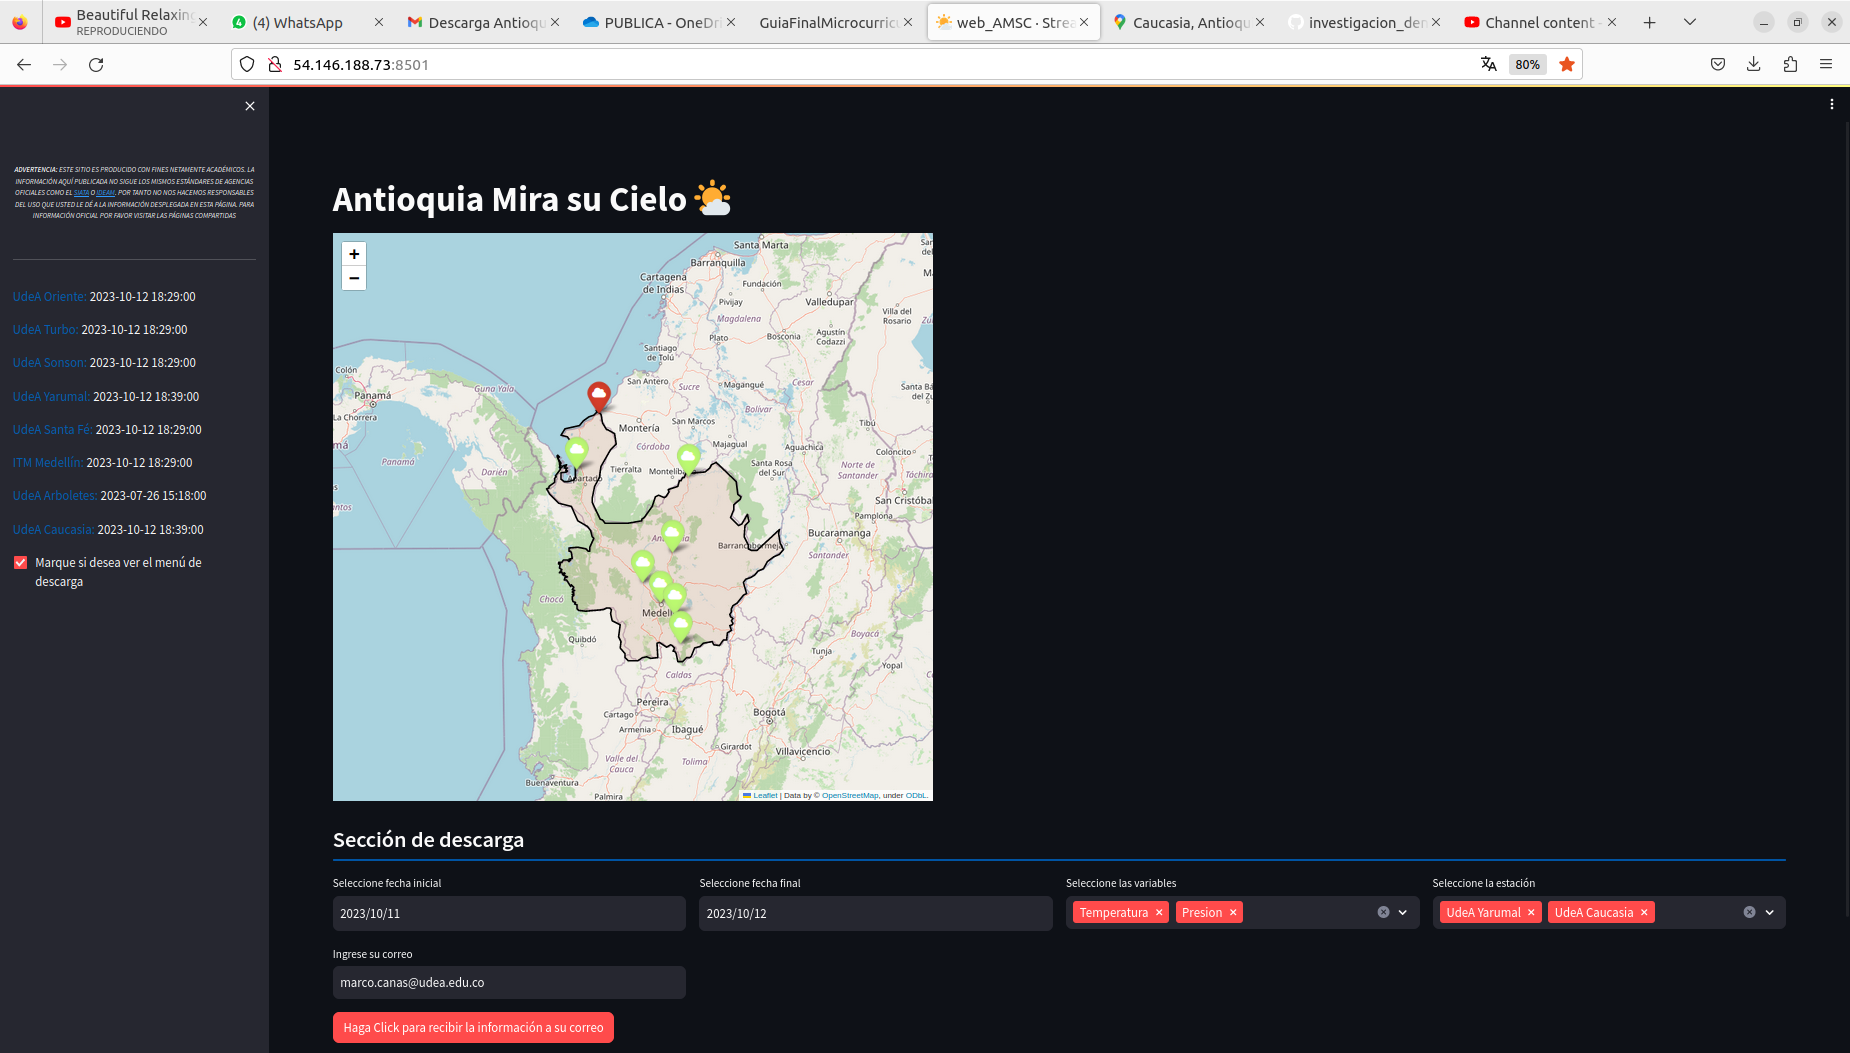 Beautiful Relaxing
REPRODUCIENDO
(4) WhatsApp
Descarga Antioqu
PUBLICA - OneDri
GuiaFinalMicrocurricu
web_AMSC · Strea
Caucasia, Antioqu
investigacion_de
Channel content -
54.146.188.73:8501
80%
ADVERTENCIA: ESTE SITIO ES PRODUCIDO CON FINES NETAMENTE ACADÉMICOS. LA
INFORMACIÓN AQUÍ PUBLICADA NO SIGUE LOS MISMOS ESTÁNDARES DE AGENCIAS
OFICIALES COMO EL SIATA O IDEAM. POR TANTO NO NOS HACEMOS RESPONSABLES
DEL USO QUE USTED LE DÉ A LA INFORMACIÓN DESPLEGADA EN ESTA PÁGINA. PARA
INFORMACIÓN OFICIAL POR FAVOR VISITAR LAS PÁGINAS COMPARTIDAS
UdeA Oriente: 2023-10-12 18:29:00
UdeA Turbo: 2023-10-12 18:29:00
UdeA Sonson: 2023-10-12 18:29:00
UdeA Yarumal: 2023-10-12 18:39:00
UdeA Santa Fé: 2023-10-12 18:29:00
ITM Medellín: 2023-10-12 18:29:00
UdeA Arboletes: 2023-07-26 15:18:00
UdeA Caucasia: 2023-10-12 18:39:00
Marque si desea ver el menú de
descarga
Antioquia Mira su Cielo
+
−
Santa Marta
Barranquilla
Cartagena
de Indias
Fundación
Pivijay
Valledupar
Villa del
Rosario
Magdalena
Plato
Bosconia
Agustín
Codazzi
Santiago
de Tolú
Colón
Guna Yala
San Antero
Sucre
Magangué
Cesar
Panamá
La Chorrera
Bolívar
Montería
San Marcos
Tibú
Córdoba
Majagual
Aguachica
Ocoloncito
Panamá
Darién
Tierralta
Montelíb
Santa Rosa
del Sur
Norte de
Santander
Apartadó
San Cristóbal
Pamplona
Barrancabermeja
Bucaramanga
Santander
Chocó
Medell
Quibdó
Boyacá
Tunja
Yopal
Caldas
Pereira
Cartago
Bogotá
Armenia
Ibagué
Girardot
Villavicencio
Valle del
Cauca
Tolima
Buenaventura
Palmira
Leaflet | Data by © OpenStreetMap, under ODbL.
Sección de descarga
Seleccione fecha inicial
Seleccione fecha final
Seleccione las variables
Seleccione la estación
2023/10/11
2023/10/12
Temperatura
Presion
UdeA Yarumal
UdeA Caucasia
Ingrese su correo
marco.canas@udea.edu.co
Haga Click para recibir la información a su correo